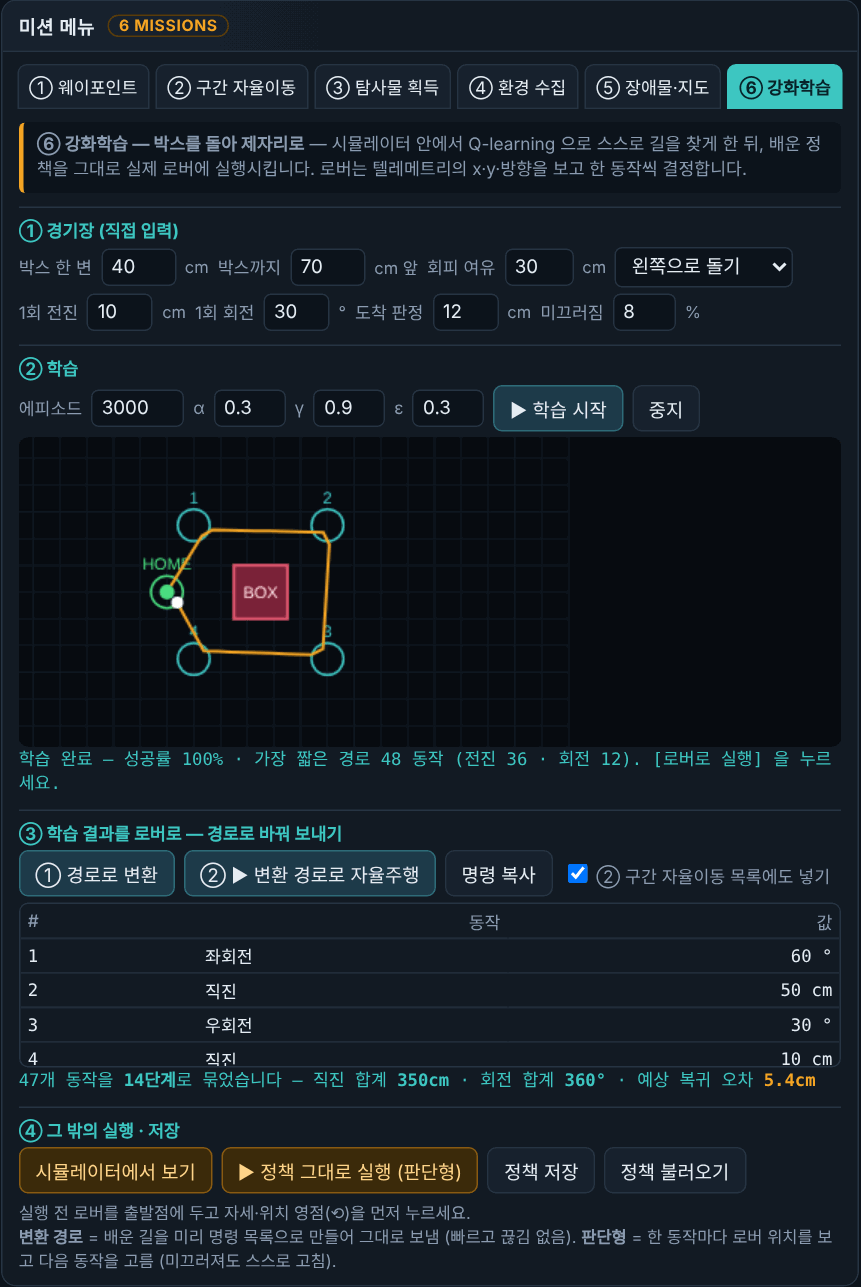 미션 메뉴 6 MISSIONS
① 웨이포인트 ② 구간 자율이동 ③ 탐사물 획득 ④ 환경 수집 ⑤ 장애물·지도 ⑥ 강화학습
⑥ 강화학습 — 박스를 돌아 제자리로 — 시뮬레이터 안에서 Q-learning 으로 스스로 길을 찾게 한 뒤, 배운 정
책을 그대로 실제 로버에 실행시킵니다. 로버는 텔레메트리의 x·y·방향을 보고 한 동작씩 결정합니다.
① 경기장 (직접 입력)
박스 한 변 40 cm 박스까지 70 cm 앞 회피 여유 30 cm 왼쪽으로 돌기
1회 전진 10 cm 1회 회전 30 ° 도착 판정 12 cm 미끄러짐 8 %
② 학습
에피소드 3000 α 0.3 γ 0.9 ε 0.3 ▶ 학습 시작 중지
1 2
HOME
BOX
4 3
학습 완료 — 성공률 100% · 가장 짧은 경로 48 동작 (전진 36 · 회전 12). [로버로 실행] 을 누르
세요.
③ 학습 결과를 로버로 — 경로로 바꿔 보내기
① 경로로 변환 ② ▶ 변환 경로로 자율주행 명령 복사 ② 구간 자율이동 목록에도 넣기
# 동작 값
1 좌회전 60 °
2 직진 50 cm
3 우회전 30 °
4 직진 10 cm
47개 동작을 14단계로 묶었습니다 — 직진 합계 350cm · 회전 합계 360° · 예상 복귀 오차 5.4cm
④ 그 밖의 실행 · 저장
시뮬레이터에서 보기 ▶ 정책 그대로 실행 (판단형) 정책 저장 정책 불러오기
실행 전 로버를 출발점에 두고 자세·위치 영점(⟲)을 먼저 누르세요.
변환 경로 = 배운 길을 미리 명령 목록으로 만들어 그대로 보냄 (빠르고 끊김 없음). 판단형 = 한 동작마다 로버 위치를 보
고 다음 동작을 고름 (미끄러져도 스스로 고침).